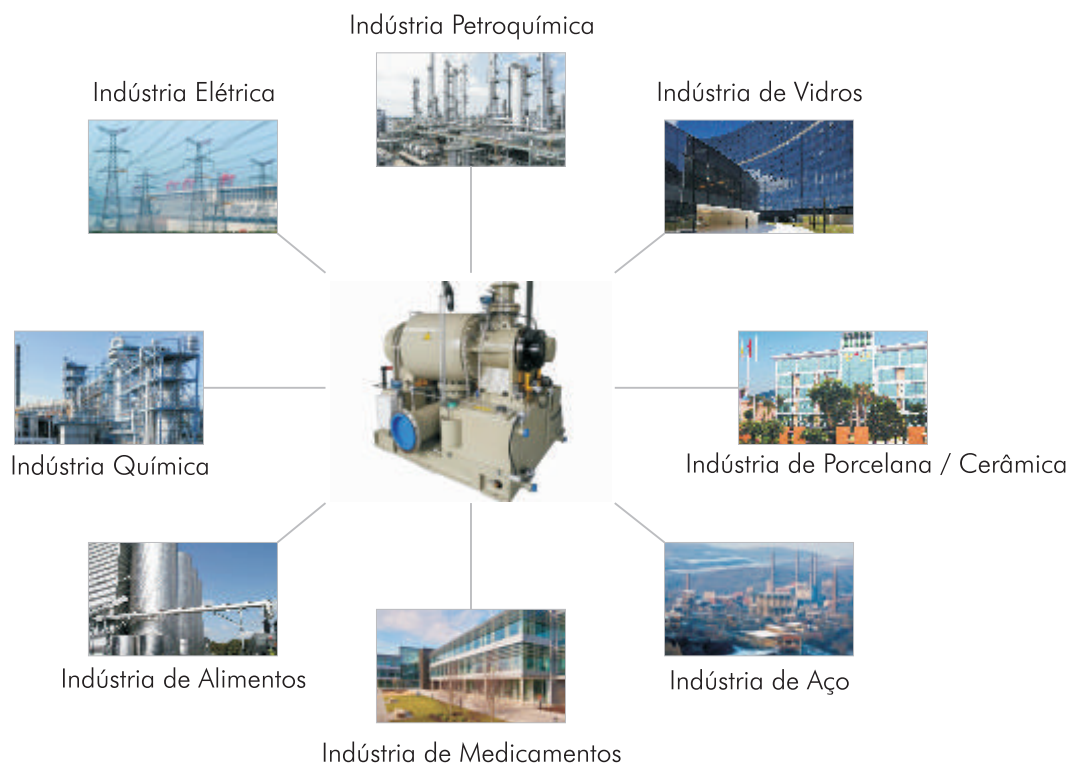 Indústria Petroquímica
Indústria Elétrica
Indústria de Vidros
Indústria Química
Indústria de Porcelana / Cerâmica
Indústria de Alimentos
Indústria de Aço
Indústria de Medicamentos